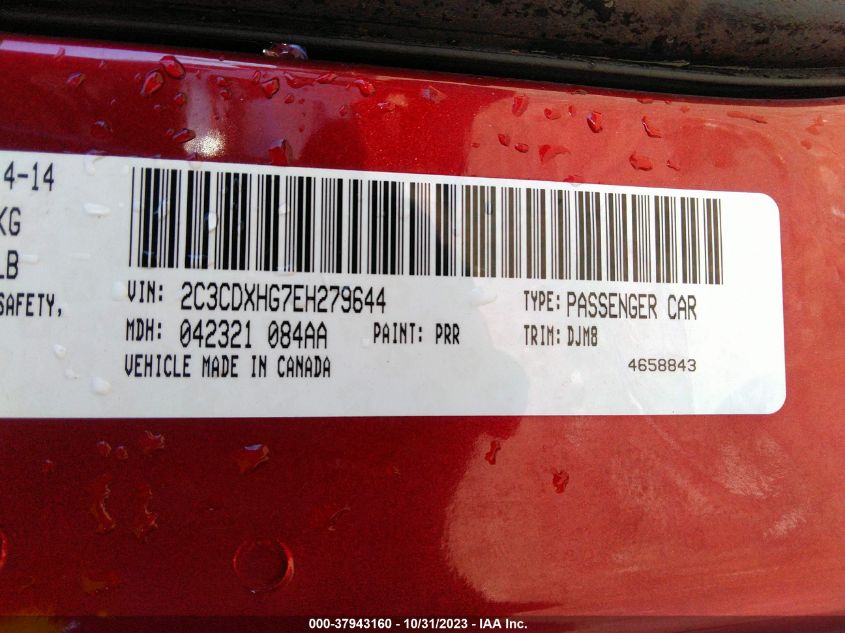 4-14
KG
LB
SAFETY,
VIN: 2C3CDXHG7EH279644
TYPE: PASSENGER CAR
MDH: 042321 084AA
PAINT: PRR
TRIM: DJM8
VEHICLE MADE IN CANADA
4658843
000-37943160 - 10/31/2023 - IAA Inc.